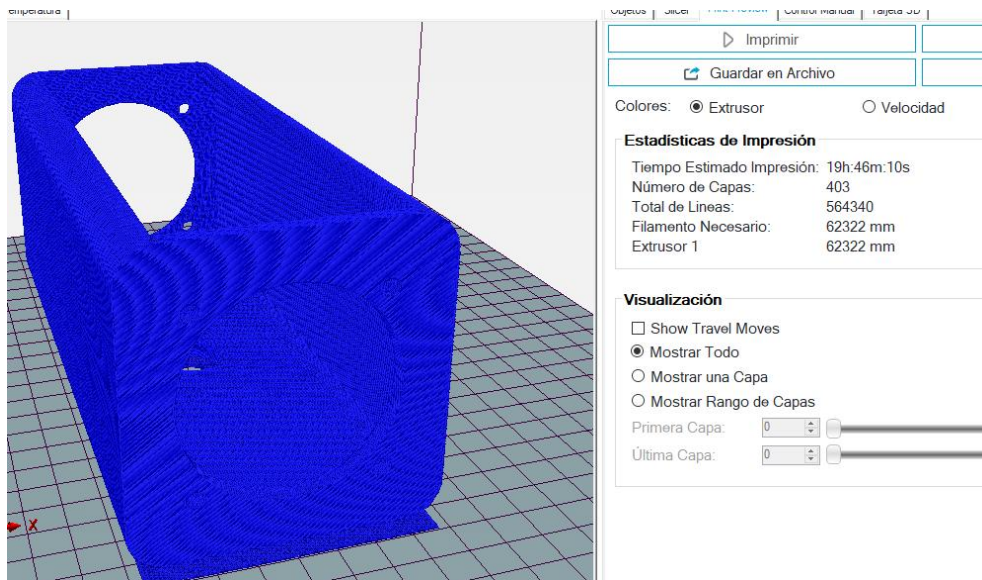 Imprimir
Guardar en Archivo
Colores:
Extrusor
Velocidad
Estadísticas de Impresión
Tiempo Estimado Impresión: 19h:46m:10s
Número de Capas: 403
Total de Lineas: 564340
Filamento Necesario: 62322 mm
Extrusor 1 62322 mm
Visualización
Show Travel Moves
Mostrar Todo
Mostrar una Capa
Mostrar Rango de Capas
Primera Capa: 0
Última Capa: 0
X